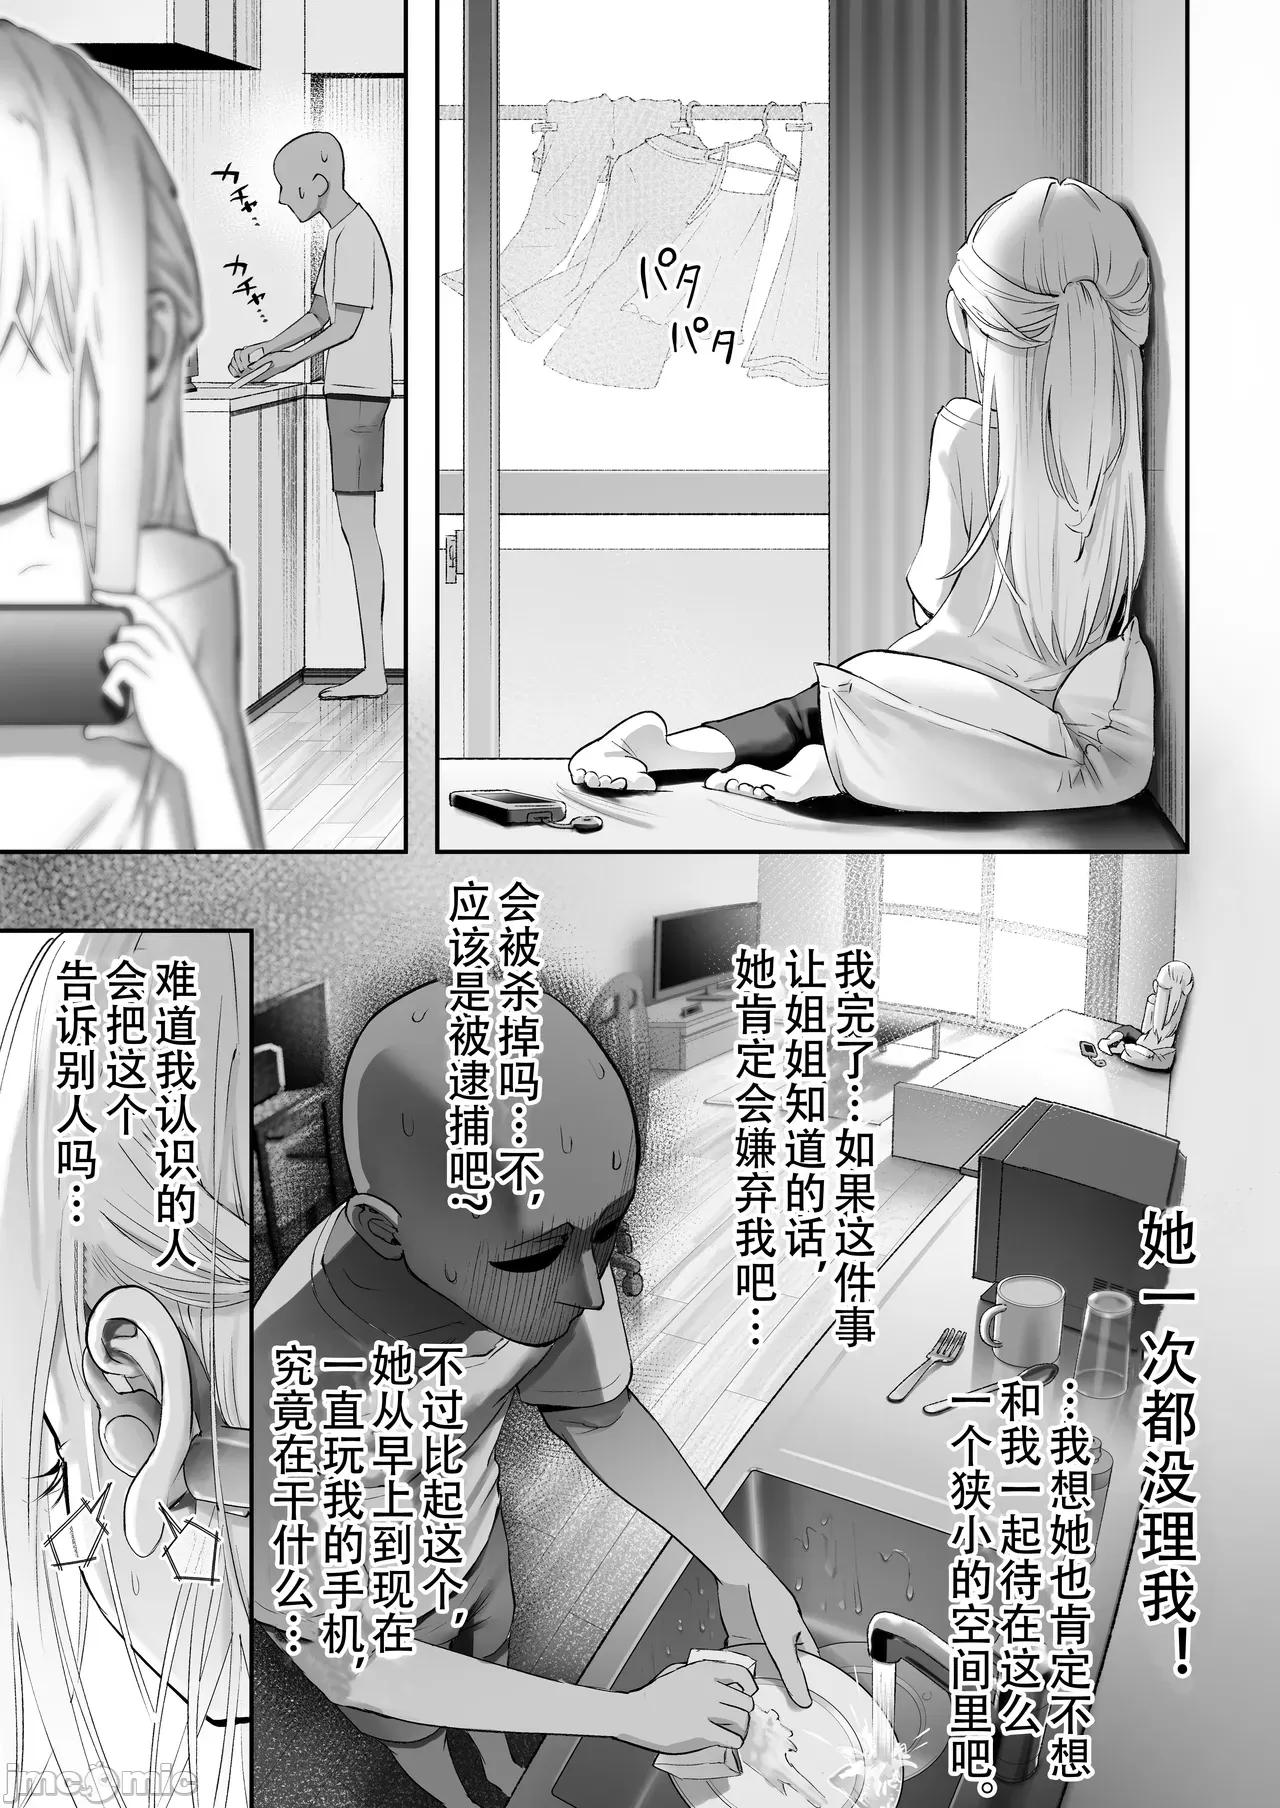 パタ
パタ
カチャ…
カチャ…
她一次都没理我！
…我想她也肯定不想
和我一起待在这么
一个狭小的空间里吧。
我完了…如果这件事
让姐姐知道的话，
她肯定会嫌弃我吧…
会被杀掉吗…不，
应该是被逮捕吧？
不过比起这个，
她从早上到现在
一直玩我的手机，
究竟在干什么…
难道我认识的人
会把这个
告诉别人吗…
jmcomic